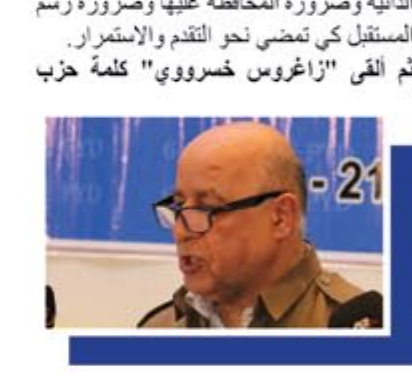 الذاتية وضرورة المحافظة عليها وضرورة رسم
المستقبل كي تمضي نحو التقدم والاستمرار.
ثم ألقى "زاغروس خسرووي" كلمة حزب
- 21
PYD